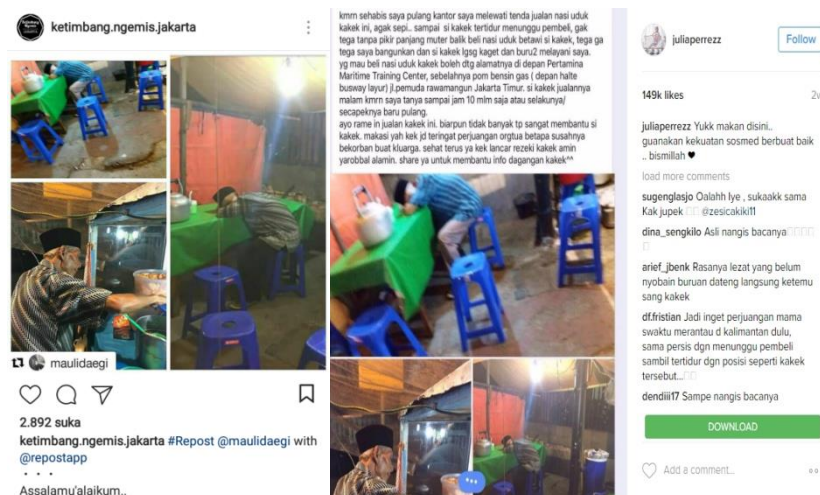 ketimbang.ngemis.jakarta
maulidaegi
2.892 suka
ketimbang.ngemis.jakarta #Repost @maulidaegi with
@repostapp
Assalamu'alaikum..
kmrn sehabis saya pulang kantor saya melewati tenda jualan nasi uduk
kakek ini, agak sepi.. sampai si kakek tertidur menunggu pembeli, gak
tega tanpa pikir panjang muter balik beli nasi uduk betawi si kakek, tega ga
tega saya bangunkan dan si kakek lgsg kaget dan buru2 melayani saya.
yg mau beli nasi uduk kakek boleh dtg alamatnya di depan Pertamina
Maritime Training Center, sebelahnya pom bensin gas ( depan halte
busway layur) jl.pemuda rawamangun Jakarta Timur. si kakek jualannya
malam kmrn saya tanya sampai jam 10 mlm saja atau selakunya/
secapeknya baru pulang.
ayo rame in jualan kakek ini. biarpun tidak banyak tp sangat membantu si
kakek. makasi yah kek jd teringat perjuangan orgtua betapa susahnya
bekorban buat kluarga. sehat terus ya kek lancar rezeki kakek amin
yarobbal alamin. share ya untuk membantu info dagangan kakek^^
juliaperrezz
Follow
149k likes
2w
juliaperrezz Yukk makan disini..
guanakan kekuatan sosmed berbuat baik
.. bismillah ♥
load more comments
sugenglasjo Oalahh Iye , sukaakk sama
Kak jupek @zesicakiki11
dina_sengkilo Asli nangis bacanya
arief_jbenk Rasanya lezat yang belum
nyobain buruan dateng langsung ketemu
sang kakek
df.fristian Jadi inget perjuangan mama
swaktu merantau d kalimantan dulu,
sama persis dgn menunggu pembeli
sambil tertidur dgn posisi seperti kakek
tersebut...
dendiii17 Sampe nangis bacanya
DOWNLOAD
Add a comment...